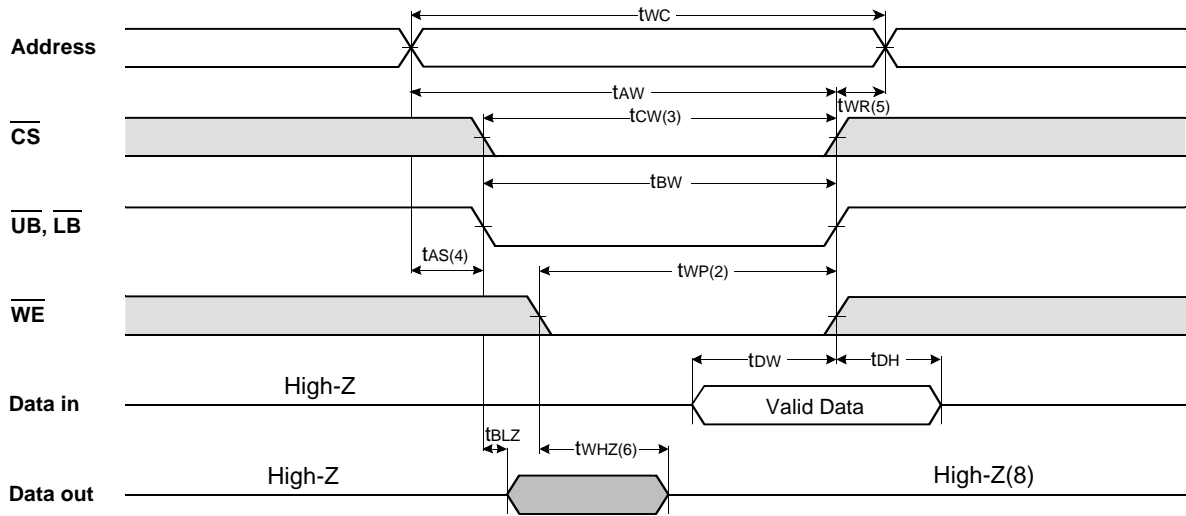 tWC
Address
tAW
tWR(5)
tCW(3)
CS
tBW
UB, LB
tAS(4)
tWP(2)
WE
tDW
tDH
High-Z
Data in
Valid Data
tBLZ
tWHZ(6)
High-Z
High-Z(8)
Data out